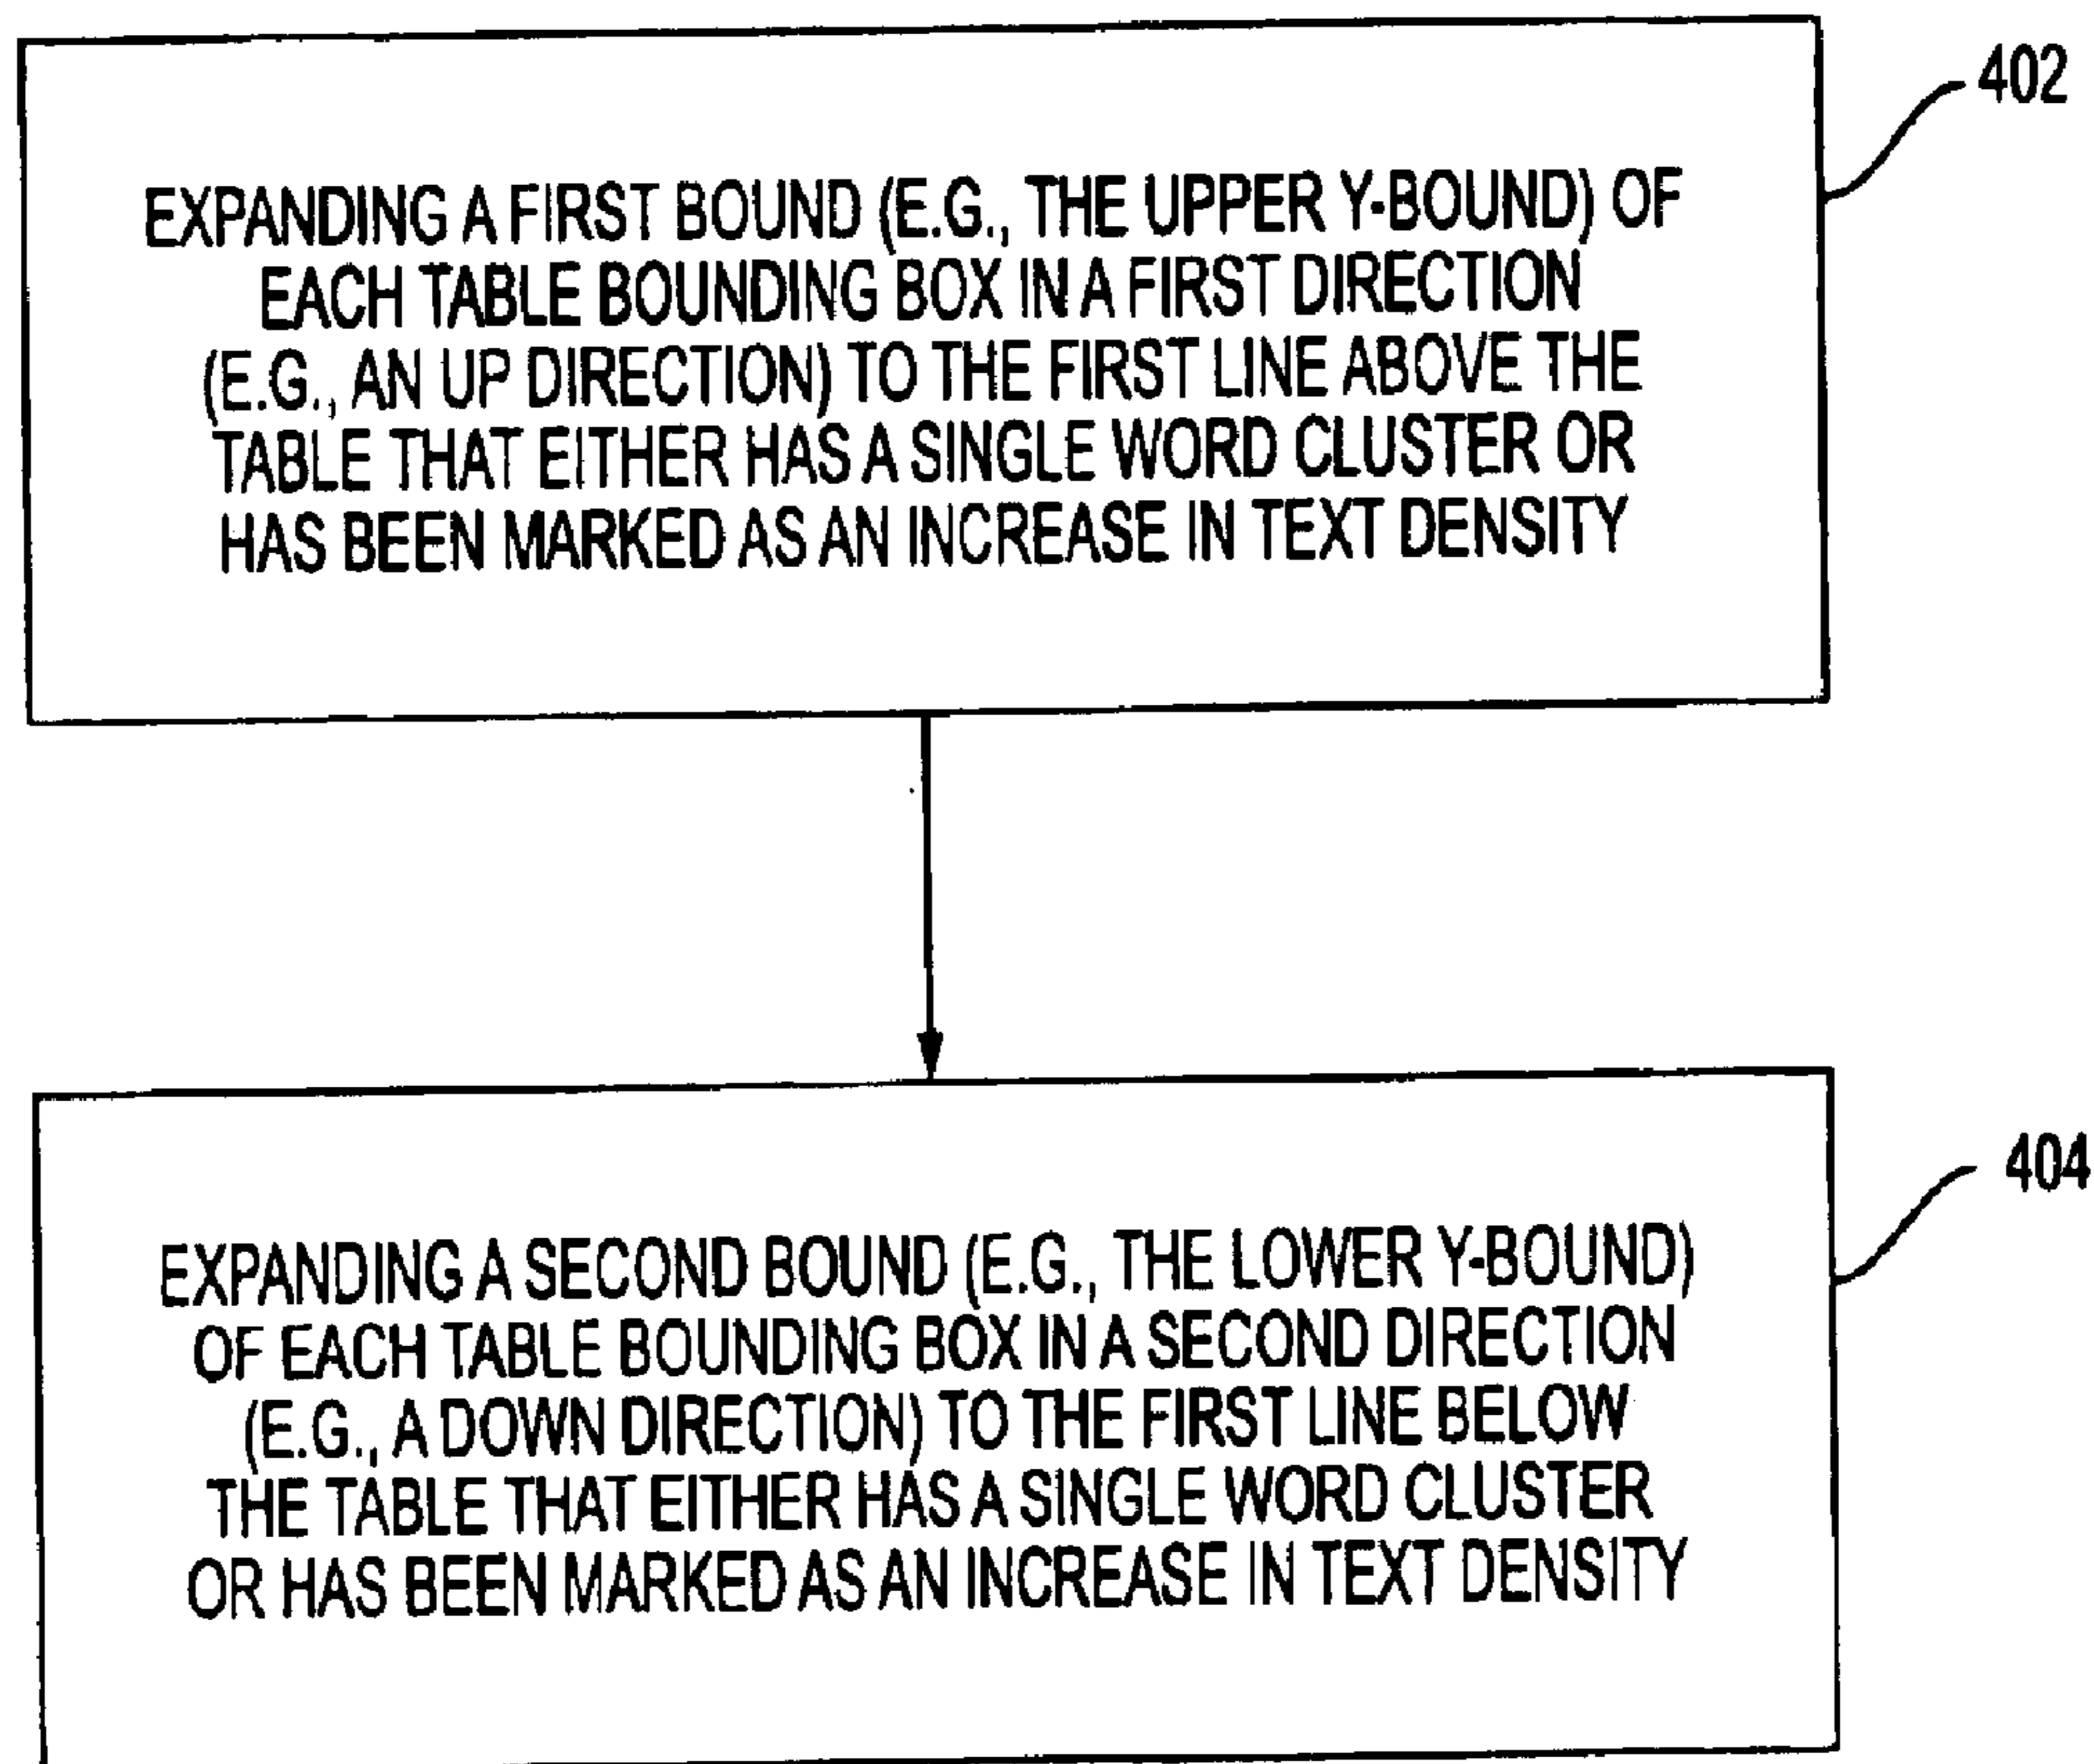 402
EXPANDING A FIRST BOUND (E.G., THE UPPER Y-BOUND) OF
EACH TABLE BOUNDING BOX IN A FIRST DIRECTION
(E.G., AN UP DIRECTION) TO THE FIRST LINE ABOVE THE
TABLE THAT EITHER HAS A SINGLE WORD CLUSTER OR
HAS BEEN MARKED AS AN INCREASE IN TEXT DENSITY
404
EXPANDING A SECOND BOUND (E.G., THE LOWER Y-BOUND)
OF EACH TABLE BOUNDING BOX IN A SECOND DIRECTION
(E.G., A DOWN DIRECTION) TO THE FIRST LINE BELOW
THE TABLE THAT EITHER HAS A SINGLE WORD CLUSTER
OR HAS BEEN MARKED AS AN INCREASE IN TEXT DENSITY